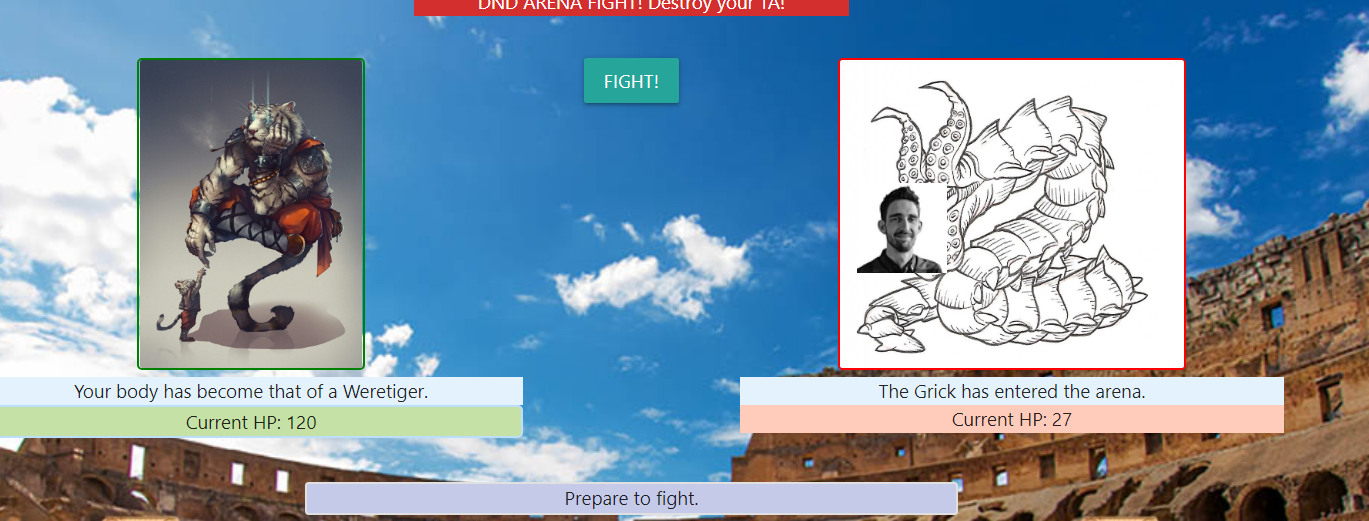 DND ARENA FIGHT! Destroy your TA!
FIGHT!
Your body has become that of a Weretiger.
Current HP: 120
The Grick has entered the arena.
Current HP: 27
Prepare to fight.